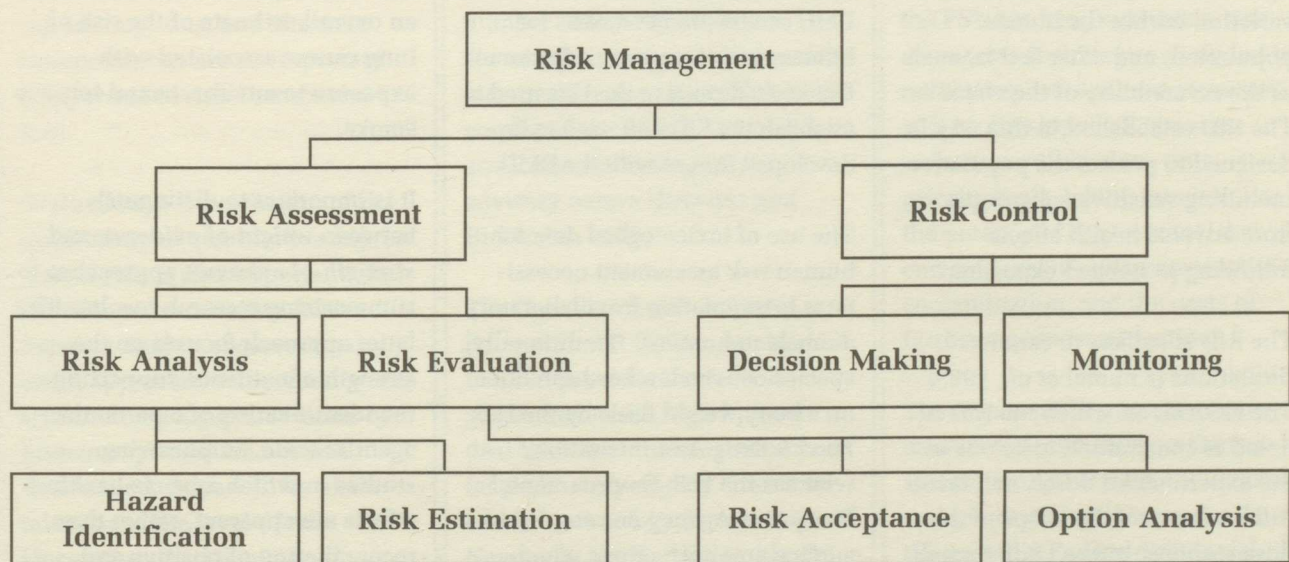 Risk Management
Risk Assessment
Risk Control
Risk Analysis
Risk Evaluation
Decision Making
Monitoring
Hazard
Identification
Risk Estimation
Risk Acceptance
Option Analysis